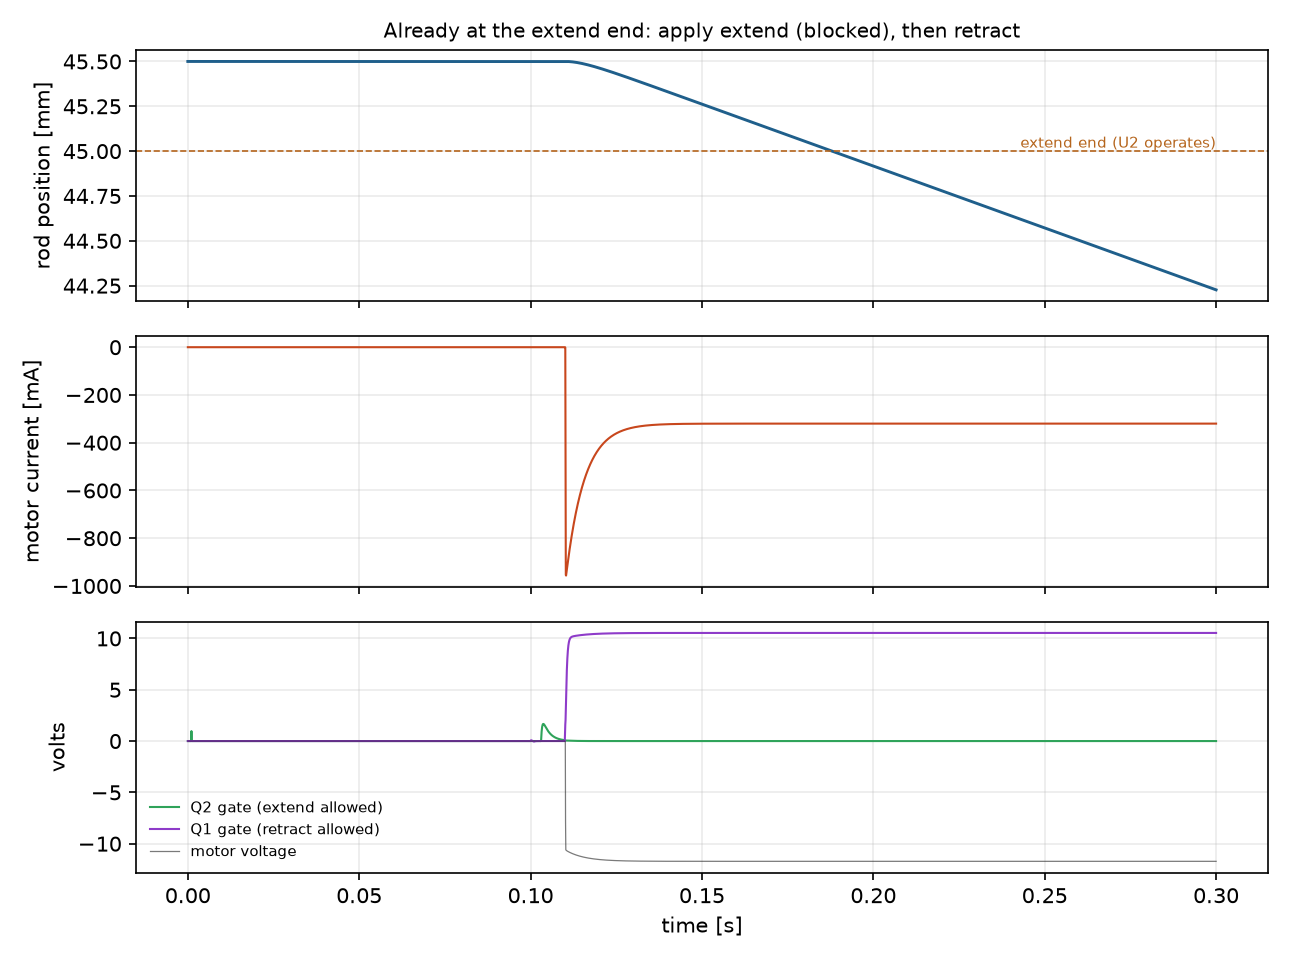 Already at the extend end: apply extend (blocked), then retract
rod position [mm]
45.50
45.25
45.00
44.75
44.50
44.25
extend end (U2 operates)
motor current [mA]
0
−200
−400
−600
−800
−1000
volts
10
5
0
−5
−10
Q2 gate (extend allowed)
Q1 gate (retract allowed)
motor voltage
0.00 0.05 0.10 0.15 0.20 0.25 0.30
time [s]